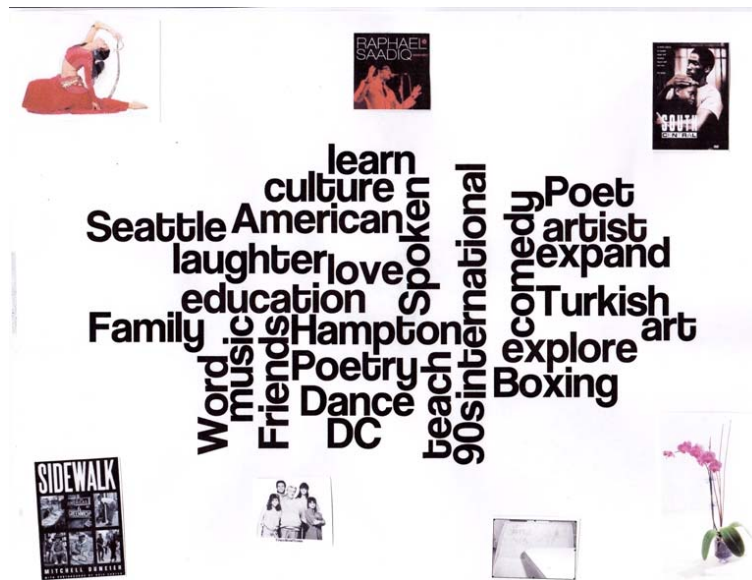 RAPHAEL
SAADIQ
SOUTH
learn
culture
American
Seattle
laughter
love
education
Family
Hampton
Poetry
Dance
DC
Word
music
Friends
Spoken
teach
90s
international
comedy
Poet
artist
expand
Turkish
art
explore
Boxing
SIDEWALK
MITCHELL DUNEIER